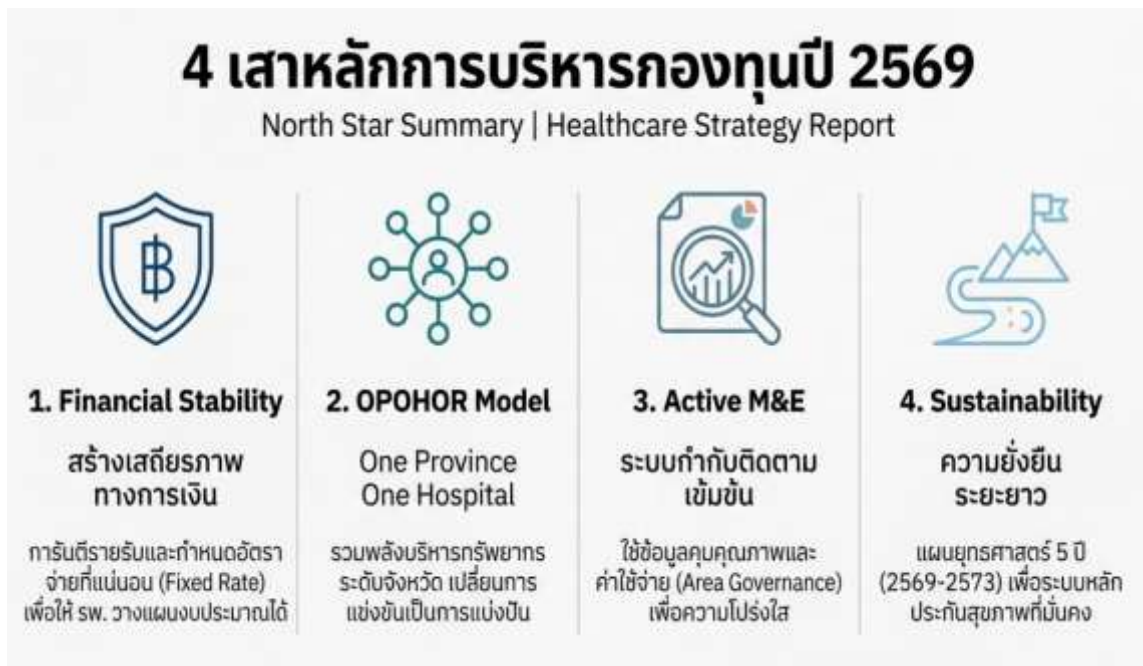 4 เสาหลักการบริหารกองทุนปี 2569
North Star Summary | Healthcare Strategy Report
1. Financial Stability
สร้างเสถียรภาพ
ทางการเงิน
การันตีรายรับและกำหนดอัตรา
จ่ายที่แน่นอน (Fixed Rate)
เพื่อให้ รพ. วางแผนงบประมาณได้
2. OPOHOR Model
One Province
One Hospital
รวมพลังบริหารทรัพยากร
ระดับจังหวัด เปลี่ยนการ
แข่งขันเป็นการแบ่งปัน
3. Active M&E
ระบบกำกับติดตาม
เข้มข้น
ใช้ข้อมูลคุมคุณภาพและ
ค่าใช้จ่าย (Area Governance)
เพื่อความโปร่งใส
4. Sustainability
ความยั่งยืน
ระยะยาว
แผนยุทธศาสตร์ 5 ปี
(2569-2573) เพื่อระบบหลัก
ประกันสุขภาพที่มั่นคง